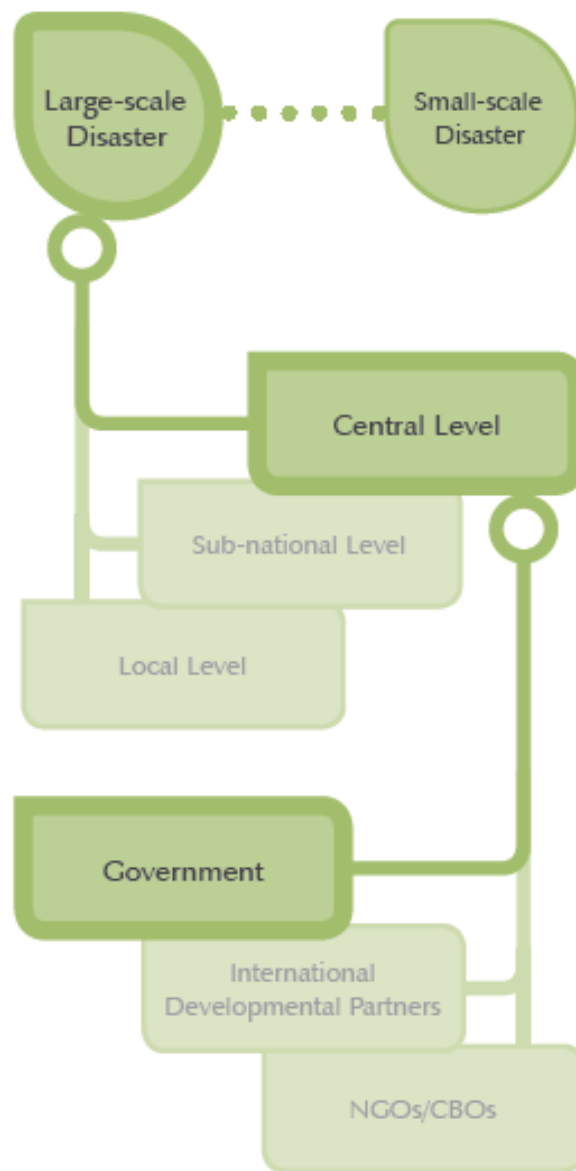 Large-scale
Disaster
Small-scale
Disaster
Central Level
Sub-national Level
Local Level
Government
International
Developmental Partners
NGOs/CBOs